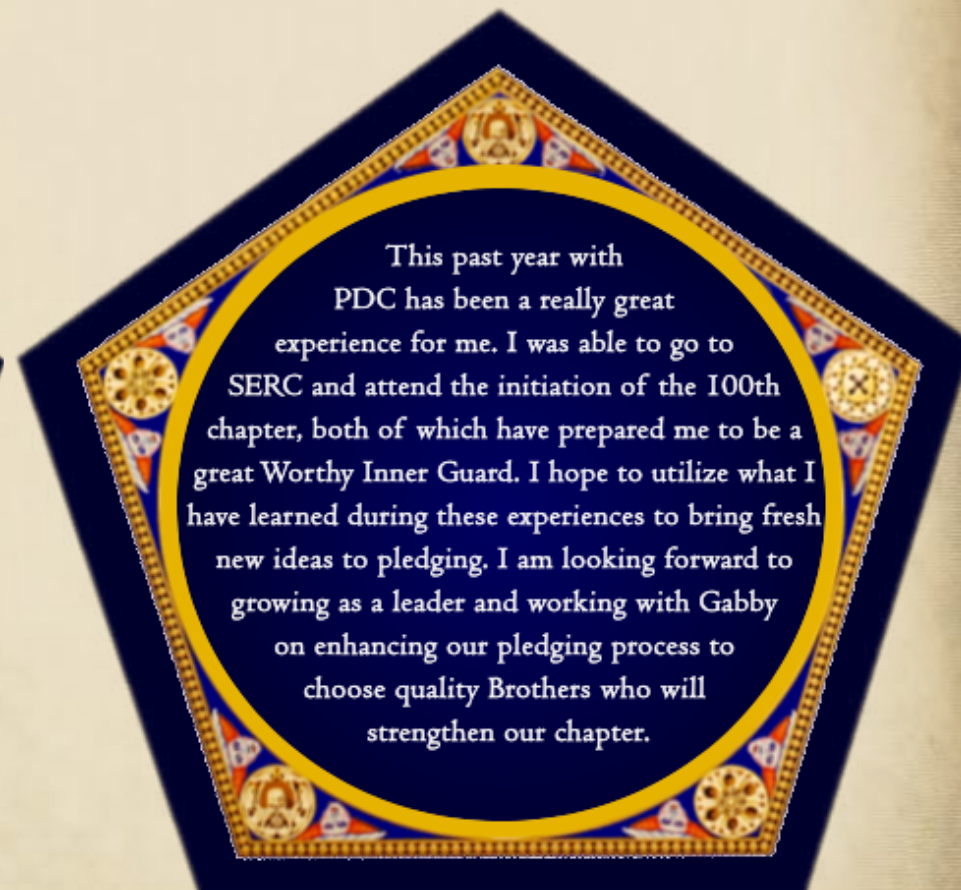 This past year with
PDC has been a really great
experience for me. I was able to go to
SERC and attend the initiation of the 100th
chapter, both of which have prepared me to be a
great Worthy Inner Guard. I hope to utilize what I
have learned during these experiences to bring fresh
new ideas to pledging. I am looking forward to
growing as a leader and working with Gabby
on enhancing our pledging process to
choose quality Brothers who will
strengthen our chapter.